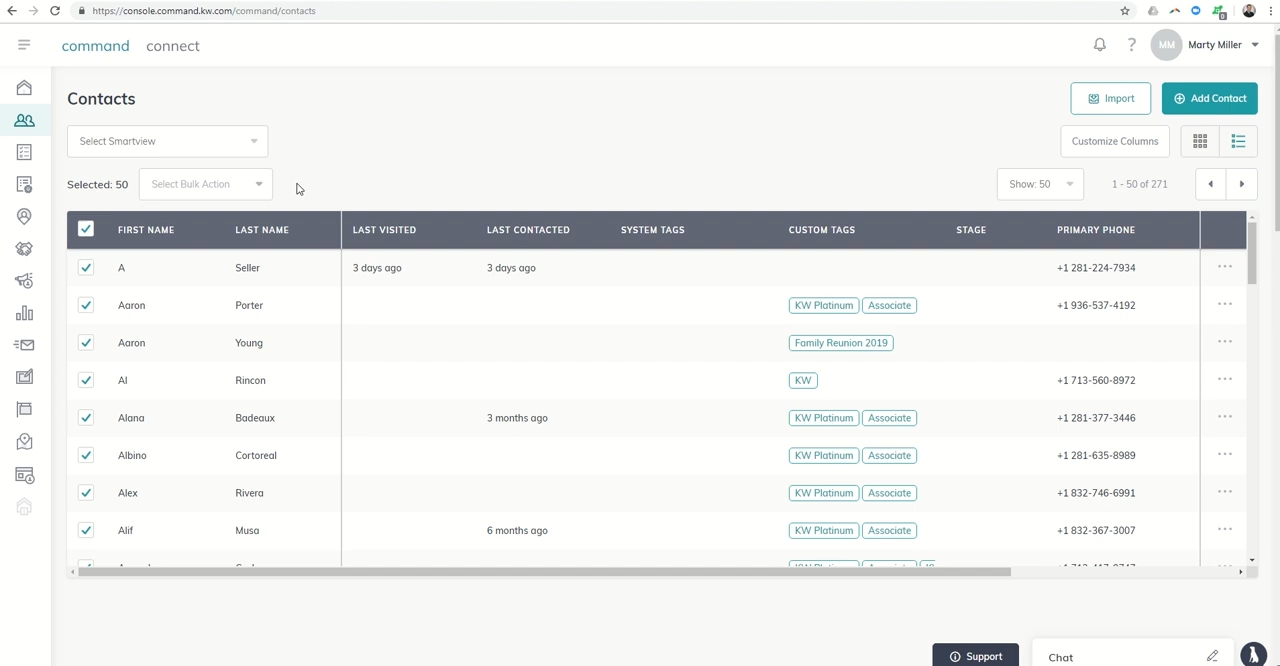 https://console.command.kw.com/command/contacts
command connect
? MM Marty Miller
Contacts
Import Add Contact
Select Smartview
Customize Columns
Selected: 50 Select Bulk Action
Show: 50 1 - 50 of 271
FIRST NAME LAST NAME LAST VISITED LAST CONTACTED SYSTEM TAGS CUSTOM TAGS STAGE PRIMARY PHONE
A Seller 3 days ago 3 days ago +1 281-224-7934
Aaron Porter KW Platinum Associate +1 936-537-4192
Aaron Young Family Reunion 2019
Al Rincon KW +1 713-560-8972
Alana Badeaux 3 months ago KW Platinum Associate +1 281-377-3446
Albino Cortoreal KW Platinum Associate +1 281-635-8989
Alex Rivera KW Platinum Associate +1 832-746-6991
Alif Musa 6 months ago KW Platinum Associate +1 832-367-3007
KW Platinum Associate
Support Chat